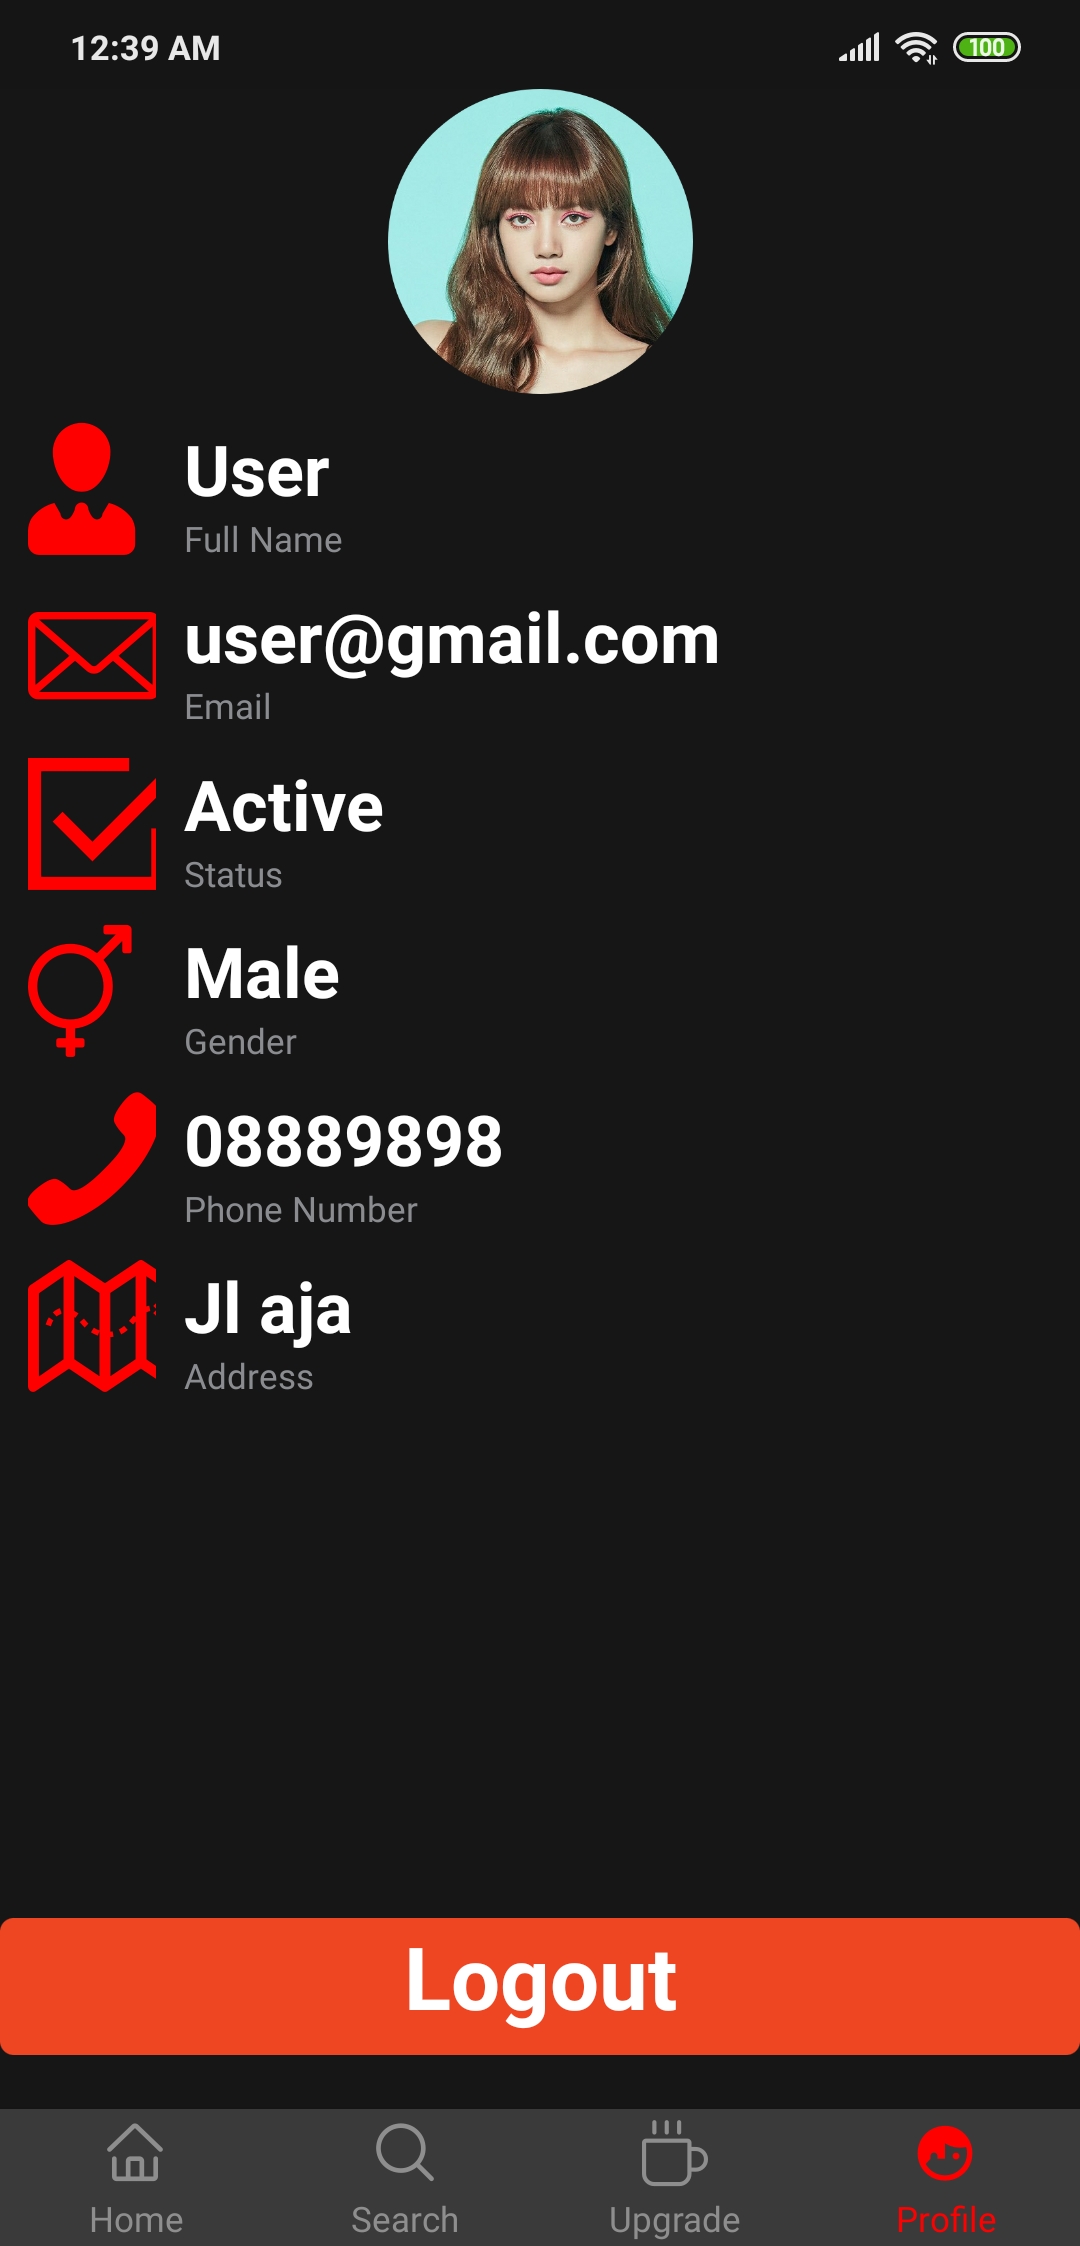 12:39 AM
100
User
Full Name
user@gmail.com
Email
Active
Status
Male
Gender
08889898
Phone Number
Jl aja
Address
Logout
Home
Search
Upgrade
Profile